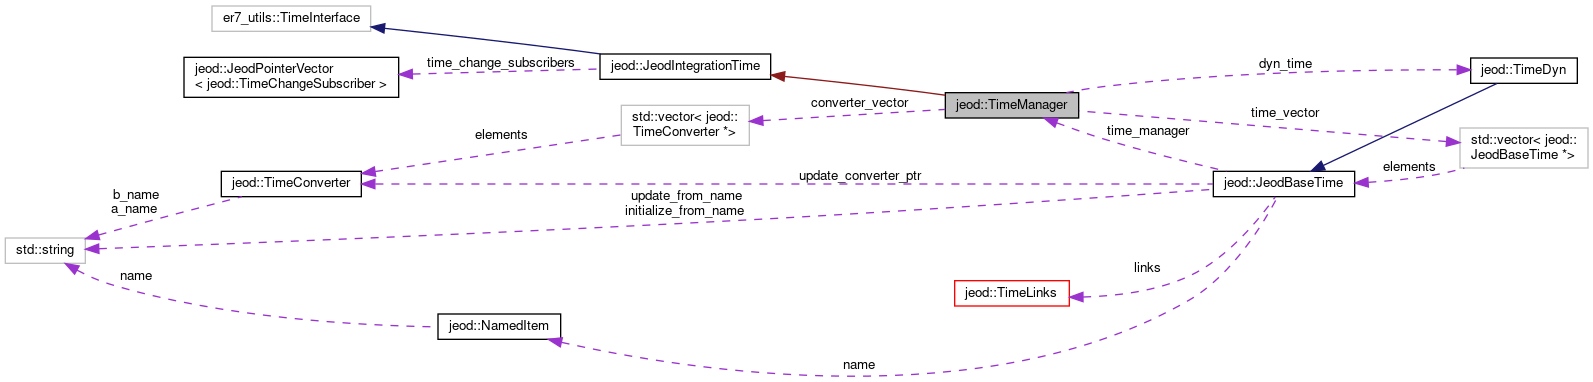 er7_utils::TimeInterface
jeod::JeodPointerVector
< jeod::TimeChangeSubscriber >
time_change_subscribers
jeod::JeodIntegrationTime
dyn_time
jeod::TimeDyn
converter_vector
jeod::TimeManager
std::vector< jeod::
TimeConverter *>
time_vector
elements
time_manager
std::vector< jeod::
JeodBaseTime *>
elements
jeod::TimeConverter
update_converter_ptr
jeod::JeodBaseTime
b_name
a_name
update_from_name
initialize_from_name
std::string
name
links
jeod::TimeLinks
jeod::NamedItem
name